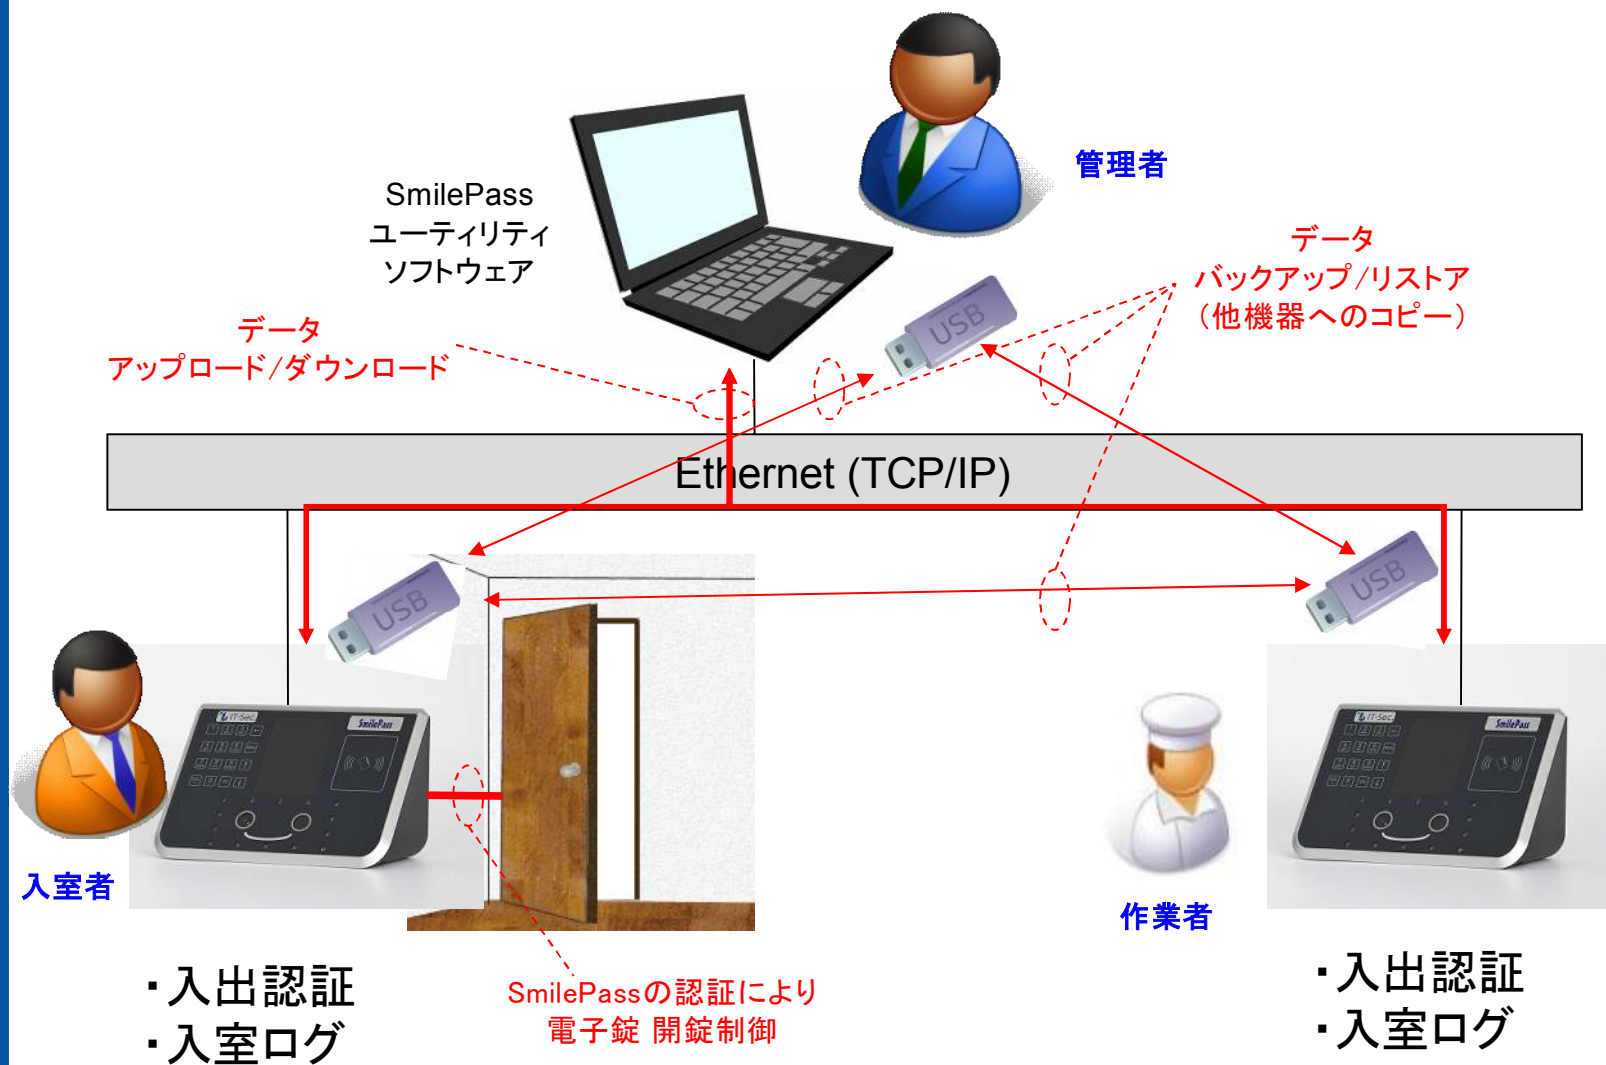 管理者
SmilePass
ユーティリティ
ソフトウェア
データ
バックアップ/リストア
(他機器へのコピー)
データ
アップロード/ダウンロード
USB
Ethernet (TCP/IP)
USB
USB
IT-Sec
SmilePass
IT-Sec
SmilePass
入室者
作業者
・入出認証
・入室ログ
SmilePassの認証により
電子錠 開錠制御
・入出認証
・入室ログ